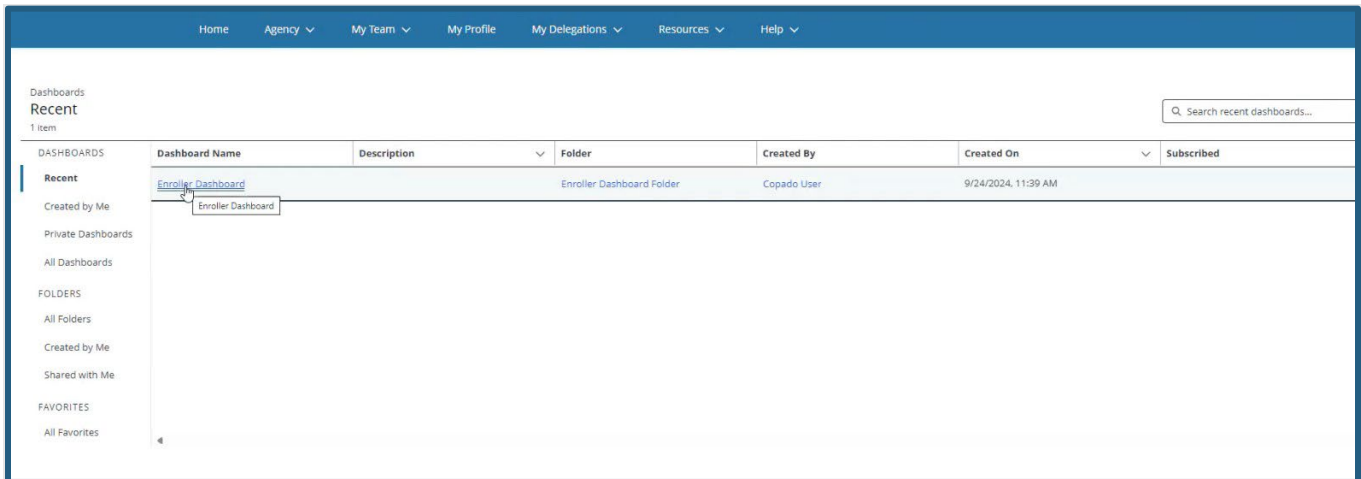 Home Agency My Team My Profile My Delegations Resources Help
Dashboards
Recent
1 item
Search recent dashboards...
DASHBOARDS Dashboard Name Description Folder Created By Created On Subscribed
Recent Enroller Dashboard Enroller Dashboard Folder Copado User 9/24/2024, 11:39 AM
Enroller Dashboard
Created by Me
Private Dashboards
All Dashboards
FOLDERS
All Folders
Created by Me
Shared with Me
FAVORITES
All Favorites